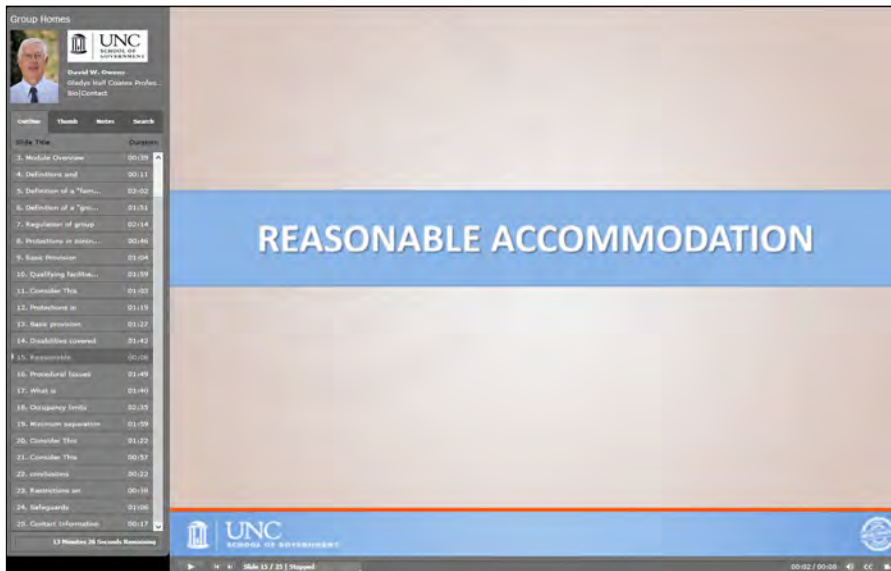 Group Homes
UNC
SCHOOL OF
GOVERNMENT
David W. Owens
Gladys Hall Coates Profes...
Bio|Contact
Outline Thumb Notes Search
Slide Title Duration
3. Module Overview 00:39
4. Definitions and 00:11
5. Definition of a "fam... 02:02
6. Definition of a "gro... 01:51
7. Regulation of group 02:14
8. Protections in zonin... 00:46
9. Basic Provision 01:04
10. Qualifying facilitie... 01:59
11. Consider This 01:02
12. Protections in 01:19
13. Basic provision 01:27
14. Disabilities covered 01:42
15. Reasonable 00:08
16. Procedural Issues 01:49
17. What is 01:40
18. Occupancy limits 02:35
19. Minimum separation 01:59
20. Consider This 01:22
21. Consider This 00:57
22. conclusions 00:22
23. Restrictions on
24. Safeguards 01:06
25. Contact Information 00:17
13 Minutes 26 Seconds Remaining
REASONABLE ACCOMMODATION
UNC
SCHOOL OF GOVERNMENT
Slide 15 / 25 | Stopped
00:02 / 00:08
CC